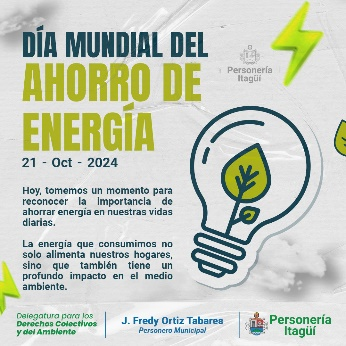 DÍA MUNDIAL DEL
AHORRO DE
ENERGÍA
21 - Oct - 2024
Personería
Itagüí
Hoy, tomemos un momento para
reconocer la importancia de
ahorrar energía en nuestras vidas
diarias.
La energía que consumimos no
solo alimenta nuestros hogares,
sino que también tiene un
profundo impacto en el medio
ambiente.
Delegatura para los
Derechos Colectivos
y del Ambiente
J. Fredy Ortiz Tabarea
Personero Municipal
Personería
Itagüí